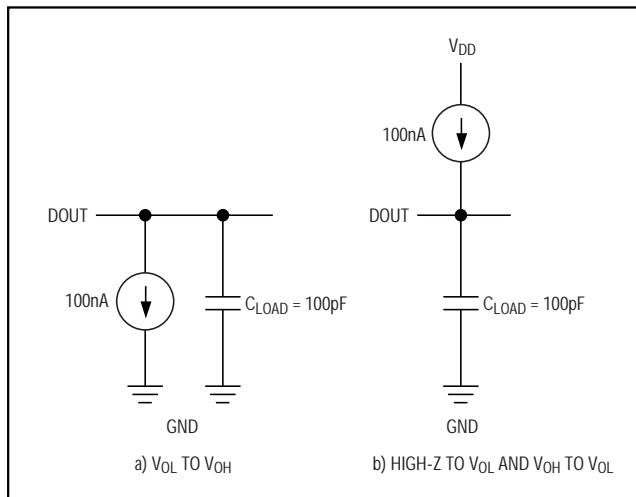 V_DD
100nA
DOUT
100nA
C_LOAD = 100pF
GND
a) V_OL TO V_OH
DOUT
C_LOAD = 100pF
GND
b) HIGH-Z TO V_OL AND V_OH TO V_OL